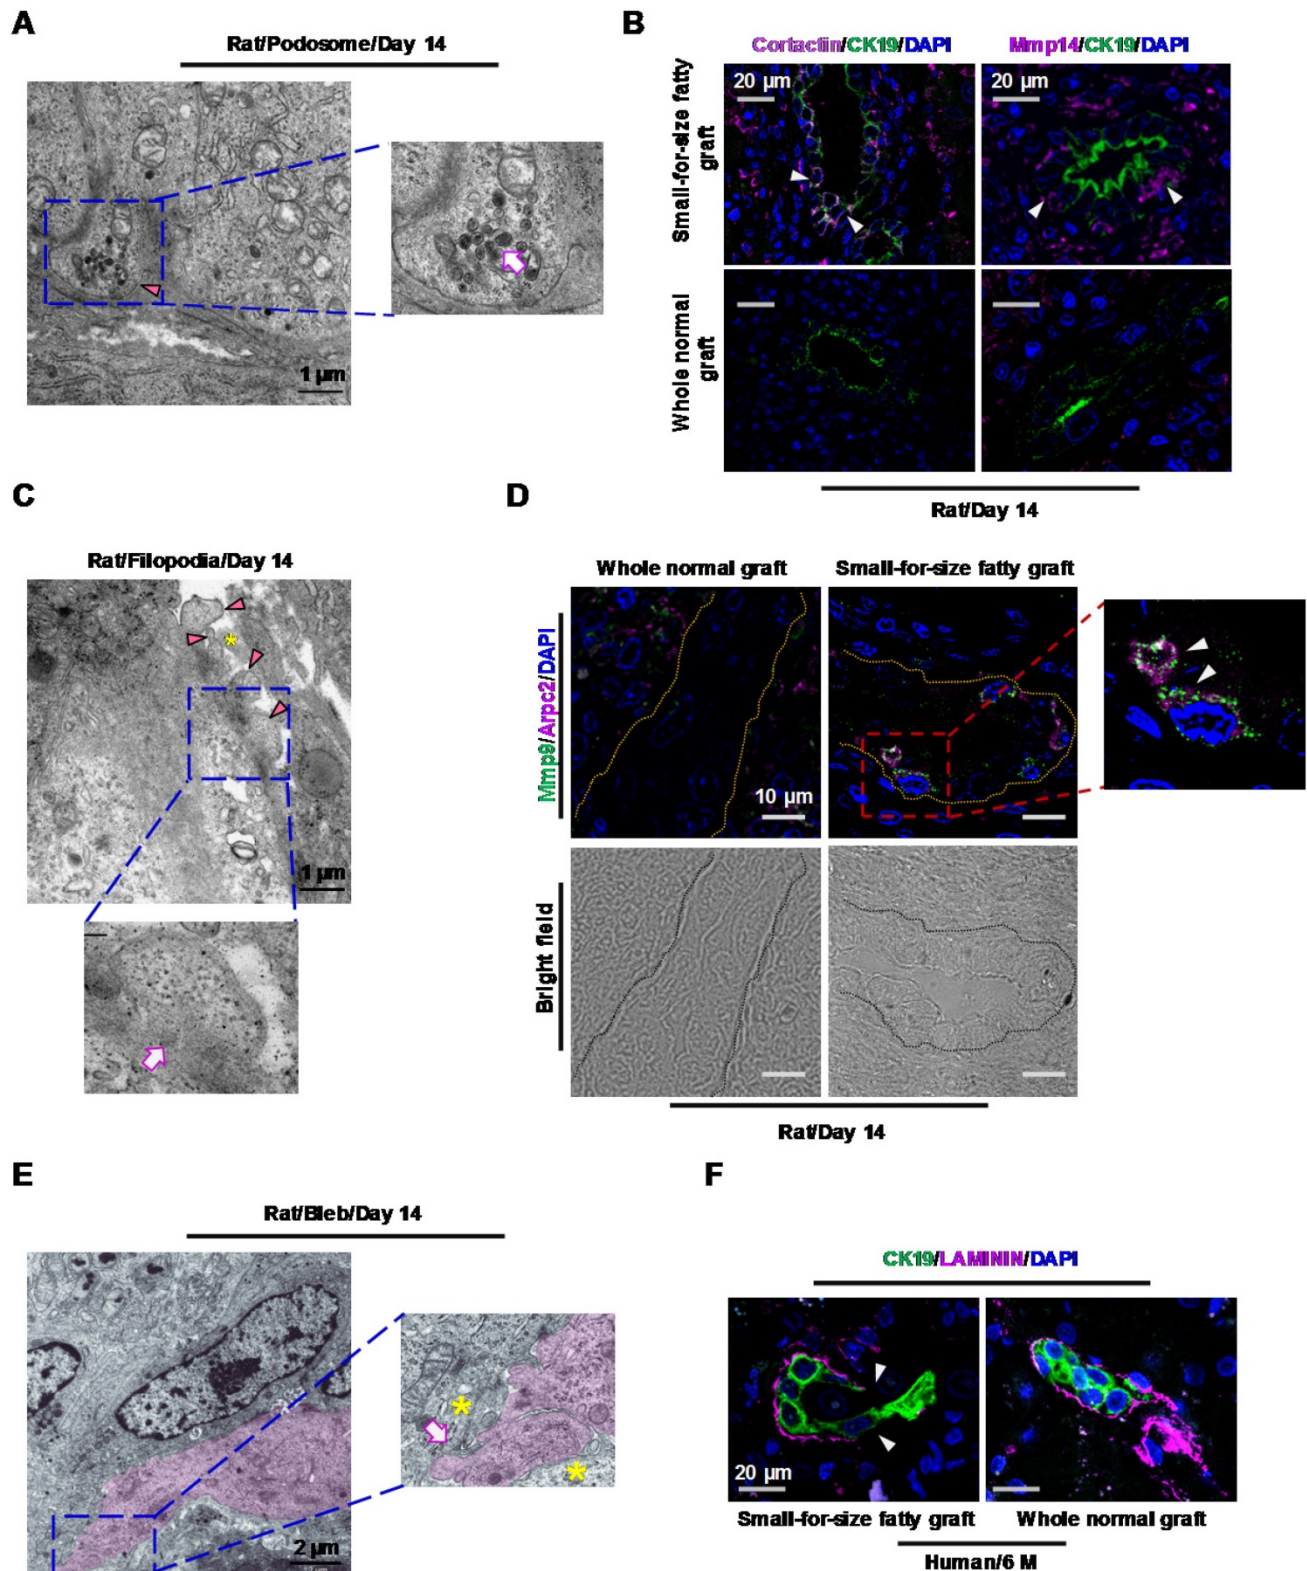 A
Rat/Podosome/Day 14
1 µm
B
Cortactin/CK19/DAPI
Mmp14/CK19/DAPI
Small-for-size fatty
graft
20 µm
20 µm
Whole normal
graft
Rat/Day 14
C
Rat/Filopodia/Day 14
1 µm
D
Whole normal graft
Small-for-size fatty graft
Mmp9/Arpc2/DAPI
10 µm
Bright field
Rat/Day 14
E
Rat/Bleb/Day 14
2 µm
F
CK19/LAMININ/DAPI
20 µm
Small-for-size fatty graft
Whole normal graft
Human/6 M